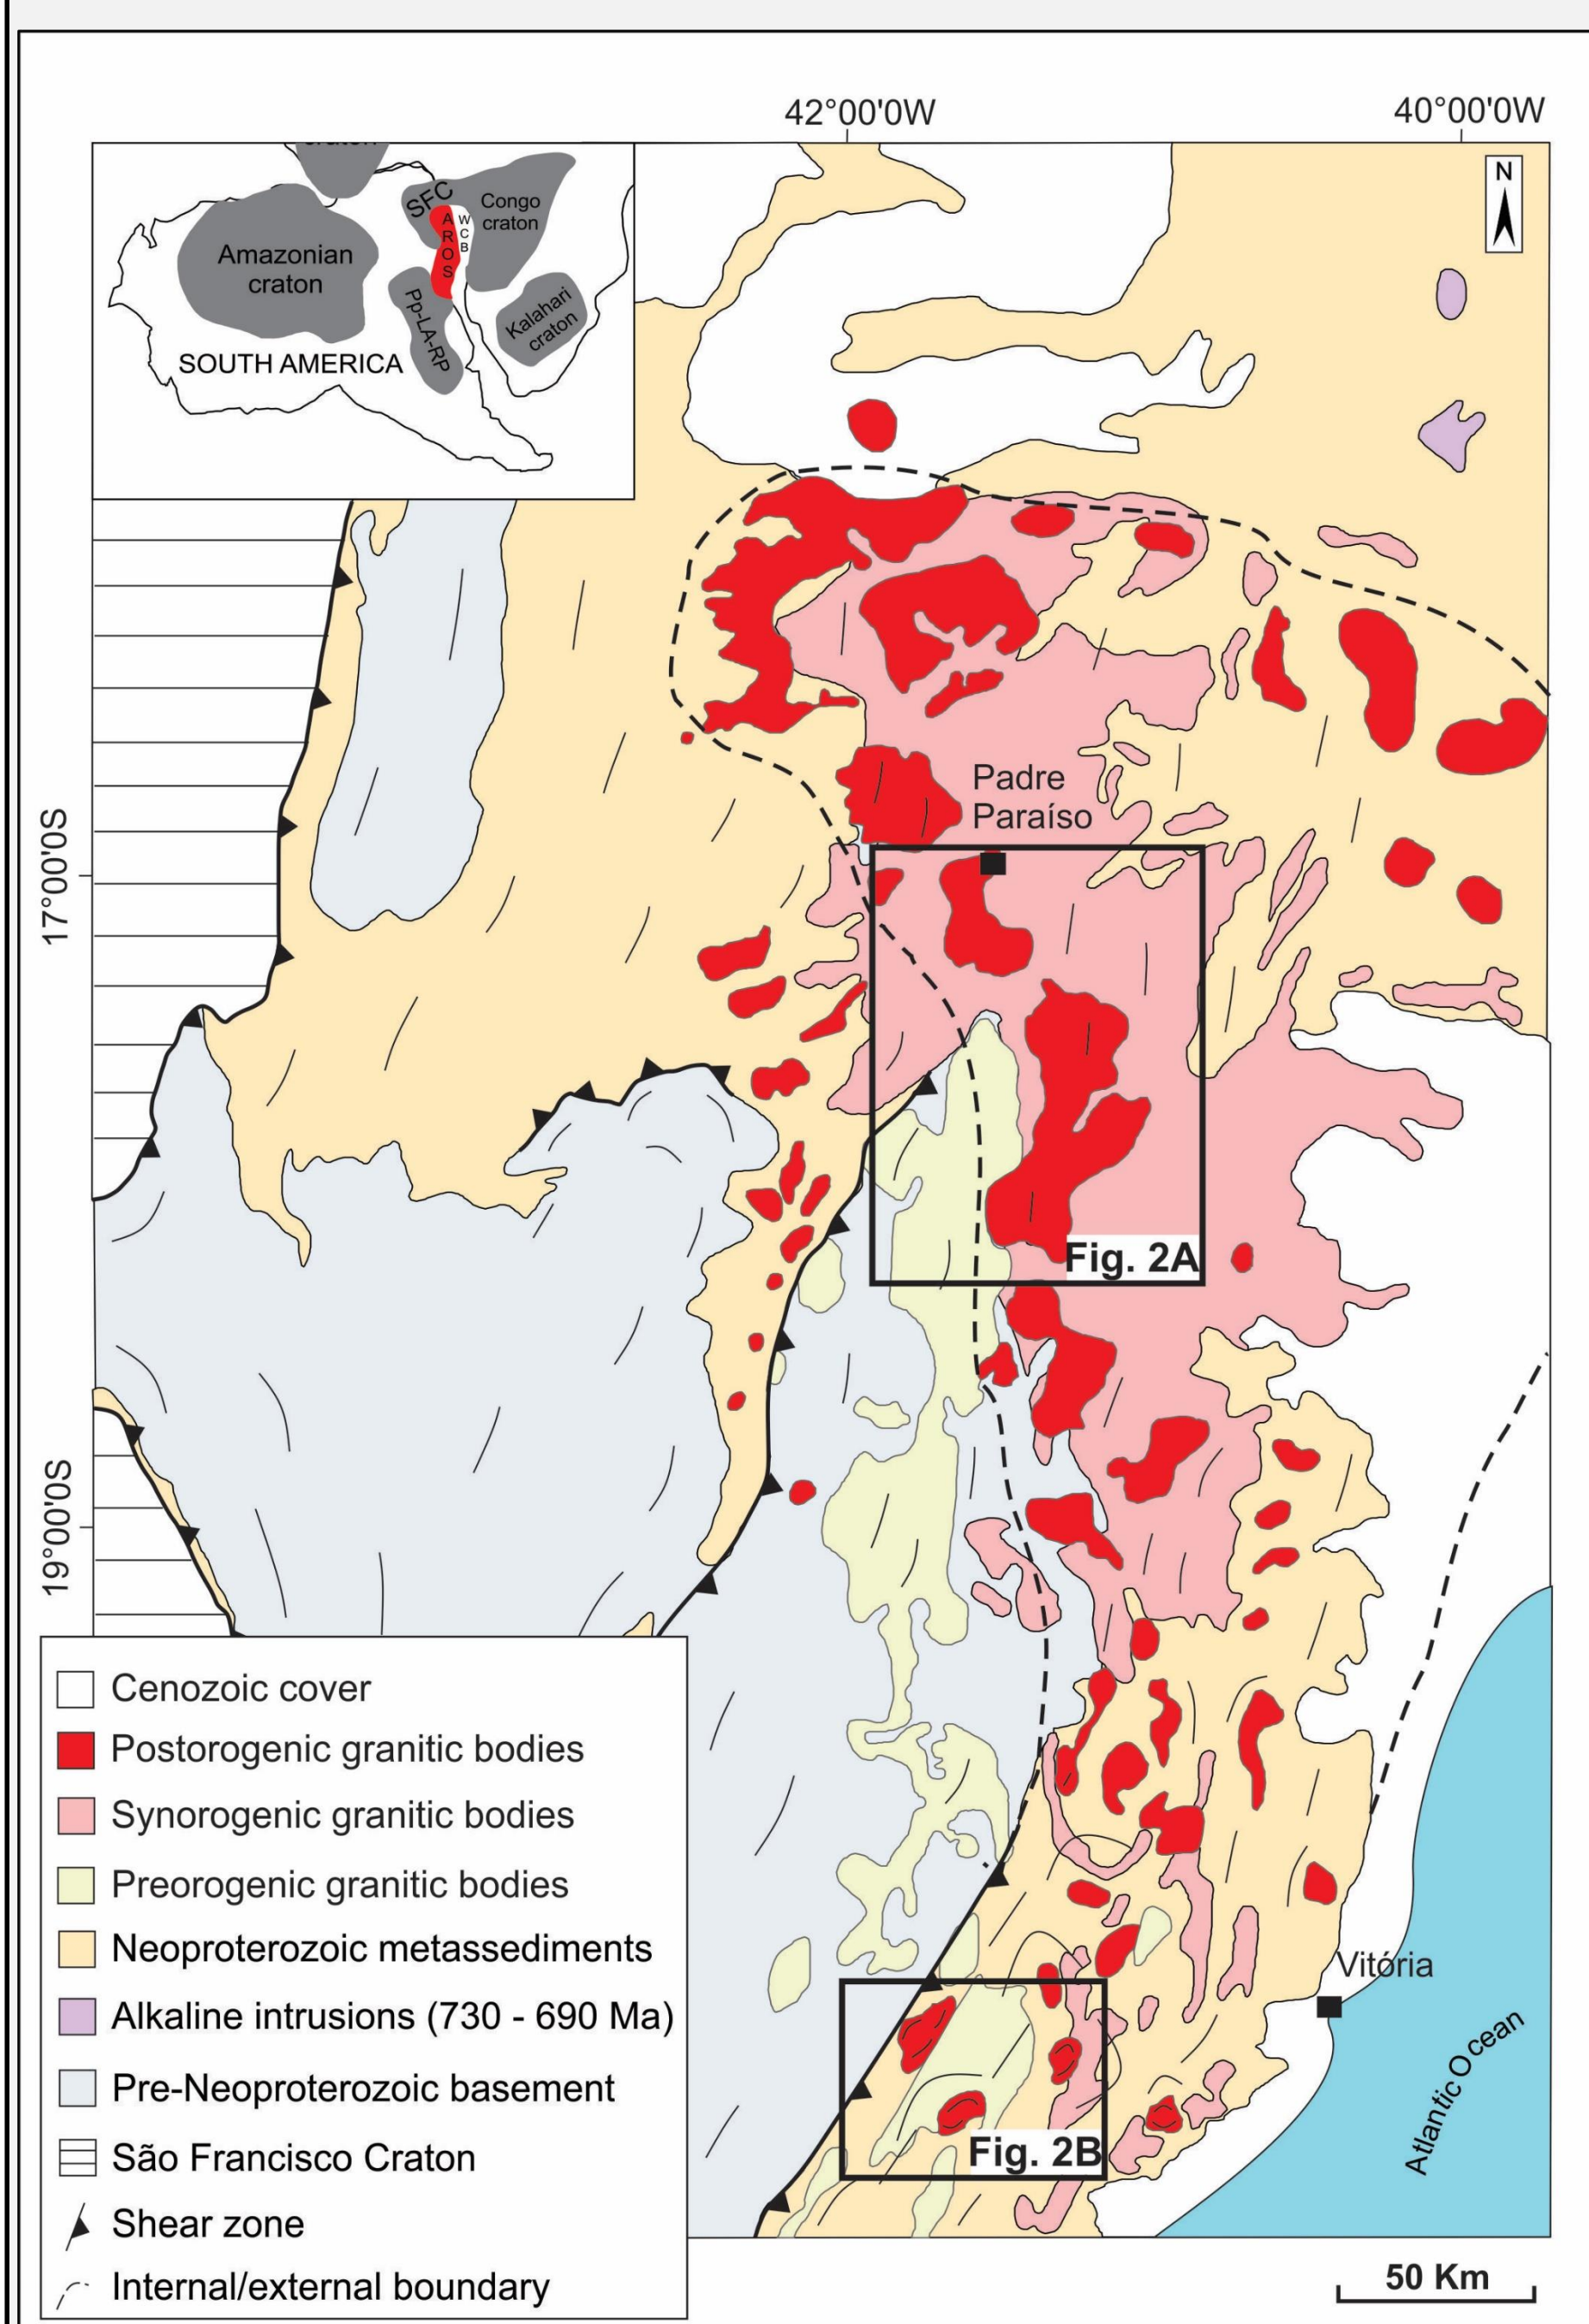 42°00'0W
40°00'0W
N
SFC
Congo
craton
A
R
O
S
W
C
B
Amazonian
craton
Pp-LA-RP
Kalahari
craton
SOUTH AMERICA
17°00'0S
Padre
Paraíso
Fig. 2A
19°00'0S
Vitória
Atlantic Ocean
Fig. 2B
Cenozoic cover
Postorogenic granitic bodies
Synorogenic granitic bodies
Preorogenic granitic bodies
Neoproterozoic metassediments
Alkaline intrusions (730 - 690 Ma)
Pre-Neoproterozoic basement
São Francisco Craton
Shear zone
Internal/external boundary
50 Km